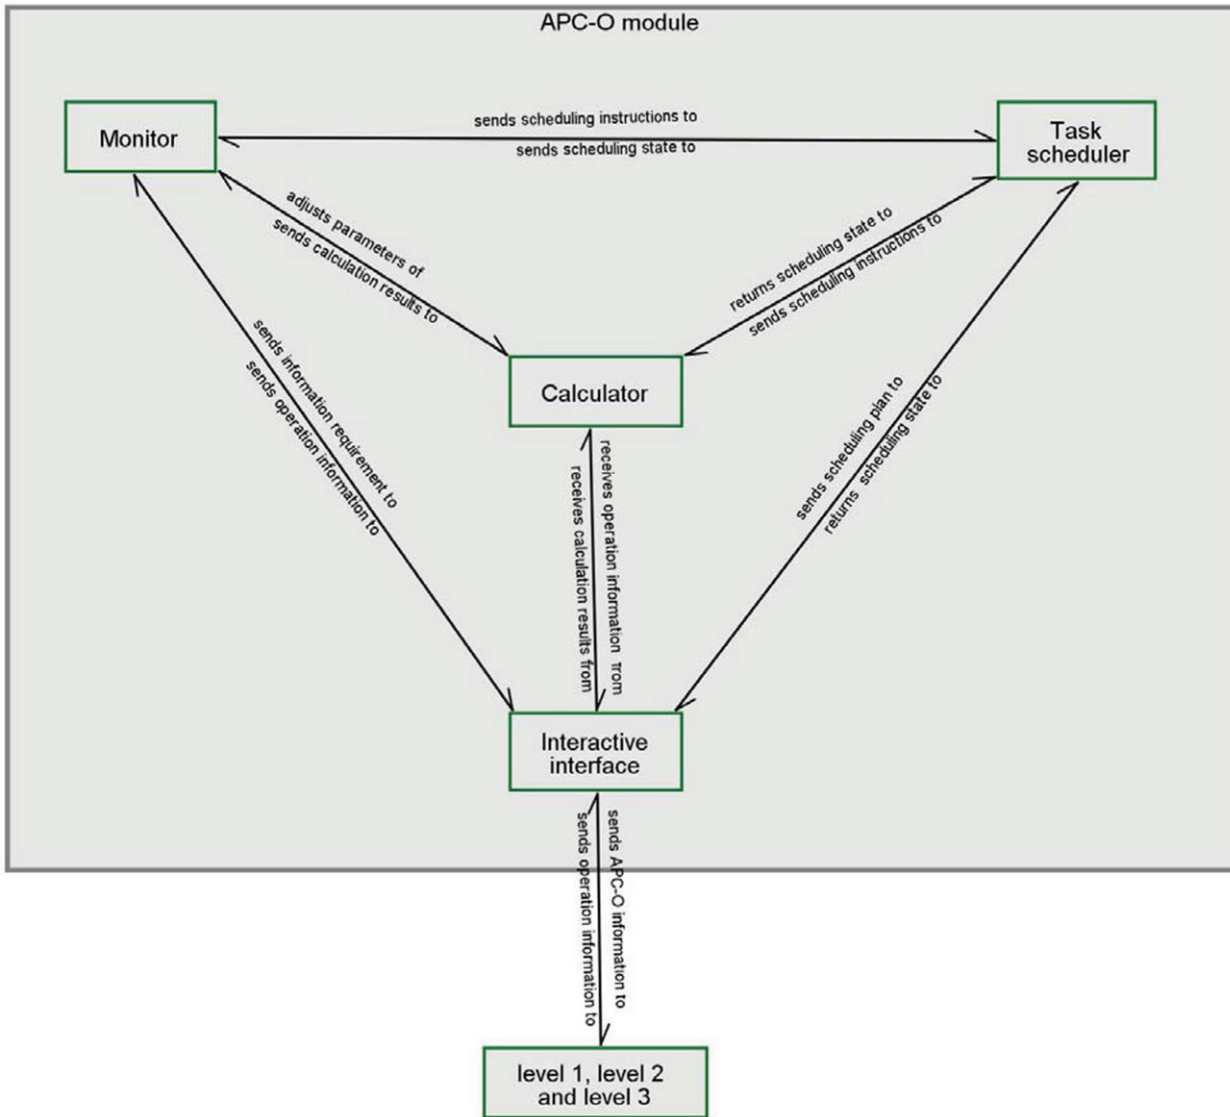 APC-O module
Monitor
sends scheduling instructions to
sends scheduling state to
Task
scheduler
adjusts parameters of
sends calculation results to
returns scheduling state to
sends scheduling instructions to
Calculator
sends information requirement to
sends operation information to
receives operation information from
receives calculation results from
sends scheduling plan to
returns scheduling state to
Interactive
interface
sends APC-O information to
sends operation information to
level 1, level 2
and level 3